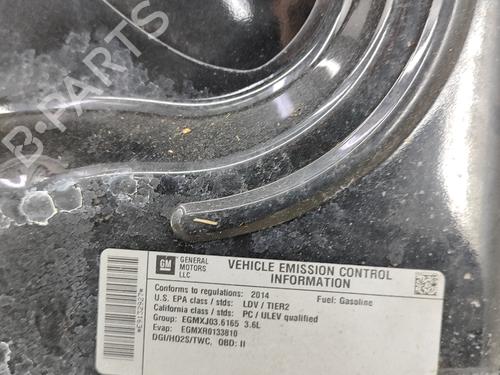 B-PARTS
GM
GENERAL
MOTORS
LLC
VEHICLE EMISSION CONTROL
INFORMATION
Conforms to regulations: 2014 Fuel: Gasoline
U.S. EPA class / stds: LDV / TIER2
California class / stds: PC / ULEV qualified
Group: EGMXJ03.6165 3.6L
Evap: EGMXR0133810
DGI/HO2S/TWC, OBD: II